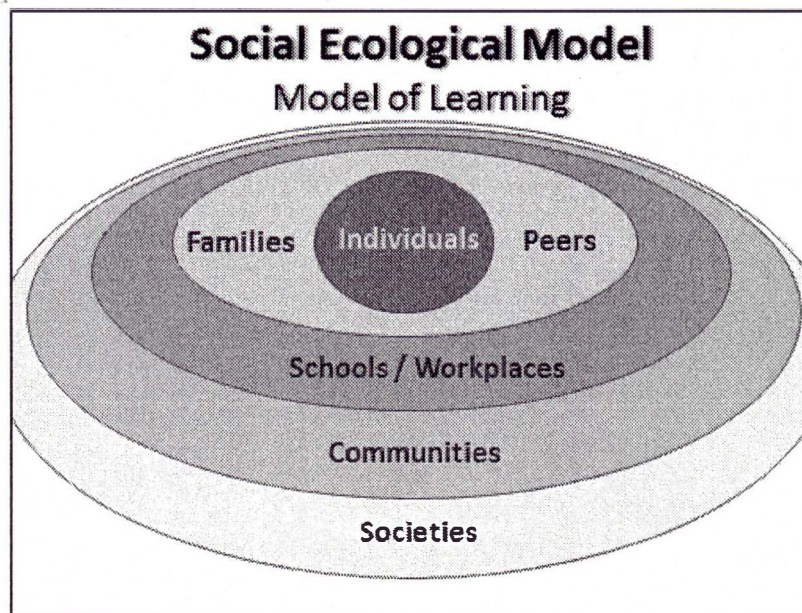 Social Ecological Model
Model of Learning
Families Individuals Peers
Schools / Workplaces
Communities
Societies